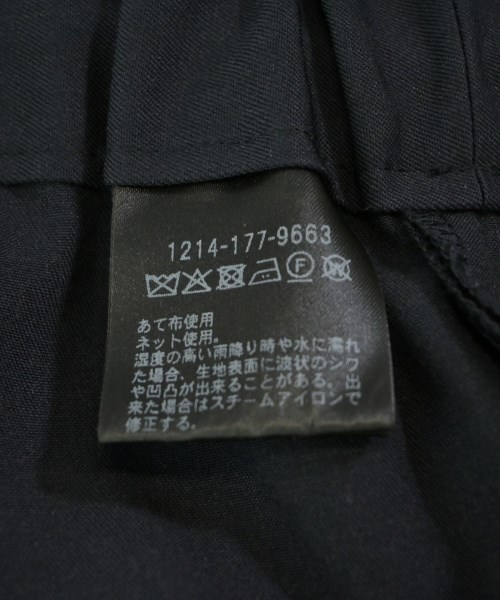 1214-177-9663
F
W
あて布使用
ネット使用。
湿度の高い雨降り時や水に濡れ
た場合、生地表面に波状のシワ
や凹凸が出来ることがある。出
来た場合はスチームアイロンで
修正する。